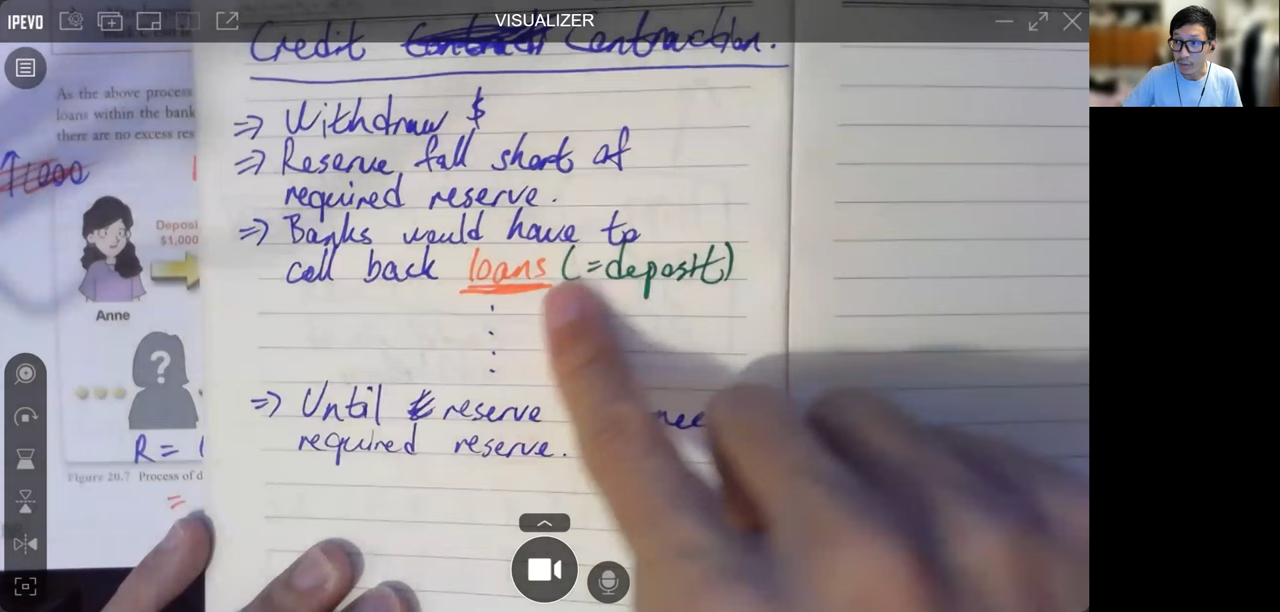 IPEVO
VISUALIZER
Credit Contraction.
As the above process
loans within the bank
there are no excess res
⇒ Withdraw $
⇒ Reserve fall short of
required reserve.
1000
⇒ Banks would have to
call back loans (=deposit)
Deposi
$1,000
Anne
?
⇒ Until reserve
required reserve.
R =
Figure 20.7 Process of d
=